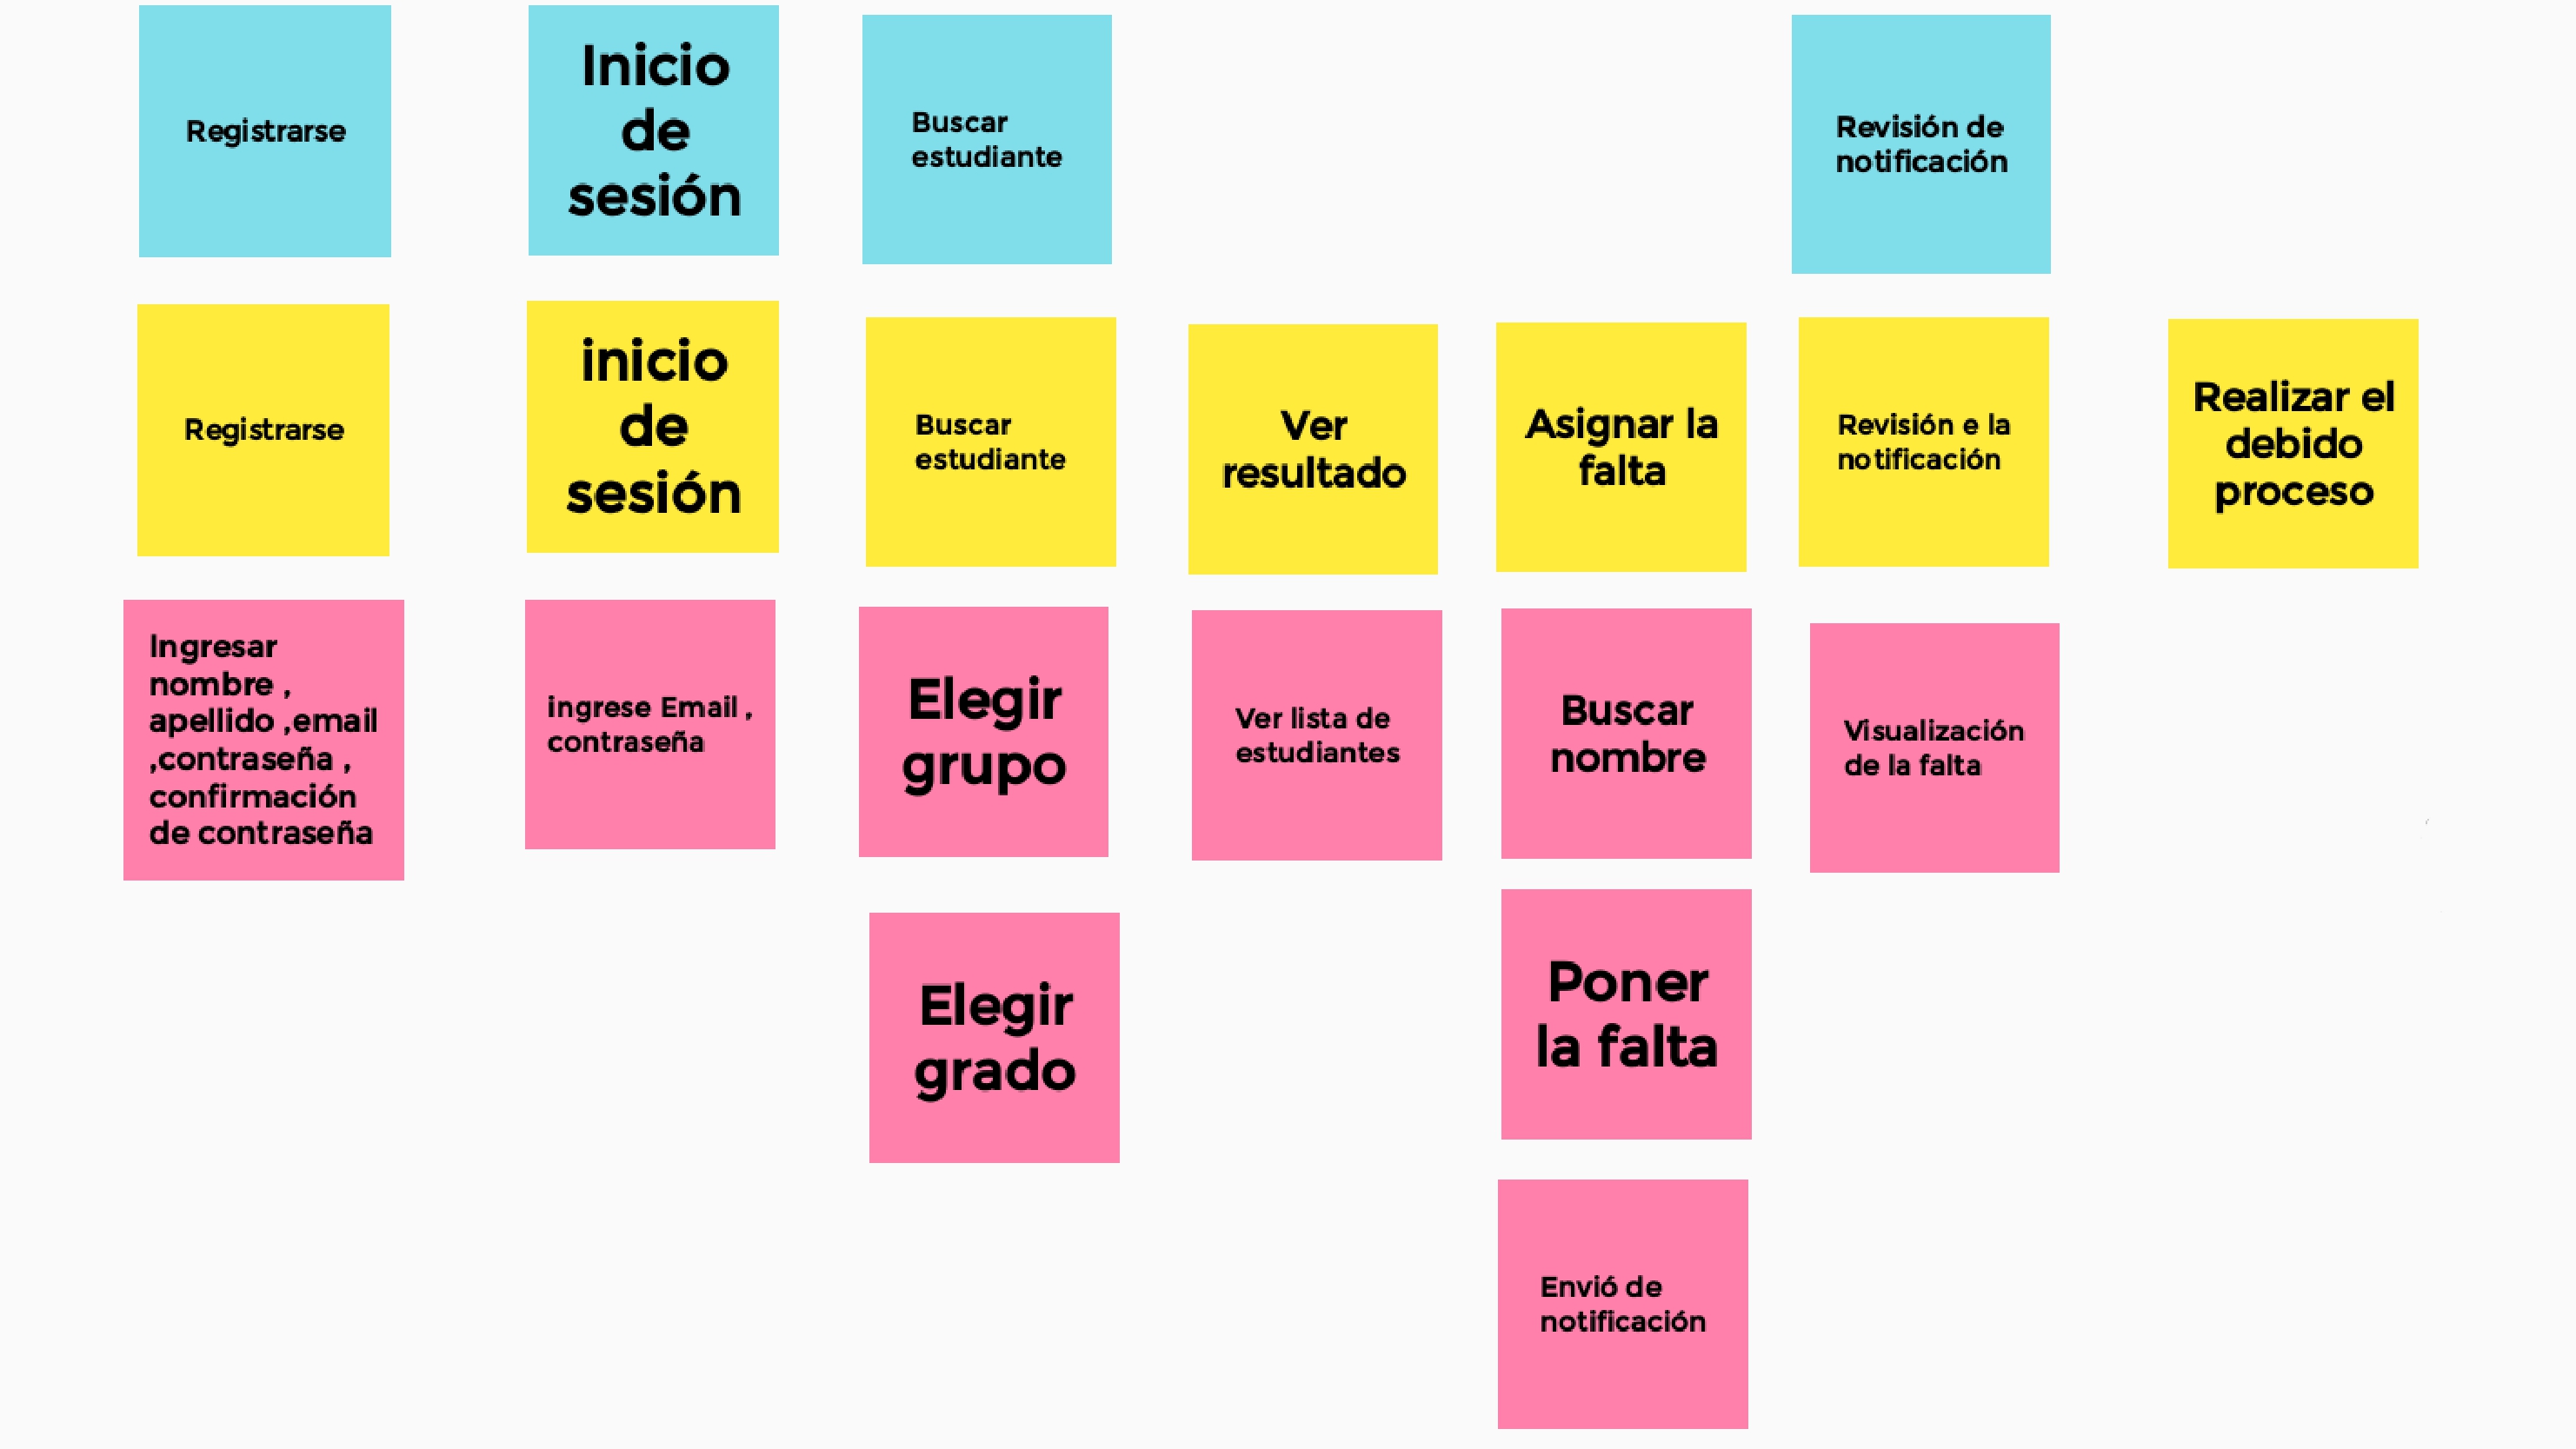 Registrarse
Inicio
de
sesión
Buscar
estudiante
Revisión de
notificación
Registrarse
inicio
de
sesión
Buscar
estudiante
Ver
resultado
Asignar la
falta
Revisión e la
notificación
Realizar el
debido
proceso
Ingresar
nombre ,
apellido ,email
,contraseña ,
confirmación
de contraseña
ingrese Email ,
contraseña
Elegir
grupo
Ver lista de
estudiantes
Buscar
nombre
Visualización
de la falta
Elegir
grado
Poner
la falta
Envió de
notificación